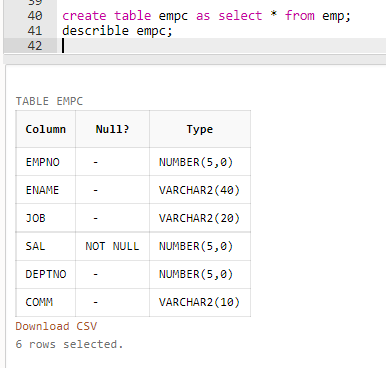 39
40 create table empc as select * from emp;
41 describle empc;
42
TABLE EMPC
Column Null? Type
EMPNO - NUMBER(5,0)
ENAME - VARCHAR2(40)
JOB - VARCHAR2(20)
SAL NOT NULL NUMBER(5,0)
DEPTNO - NUMBER(5,0)
COMM - VARCHAR2(10)
Download CSV
6 rows selected.